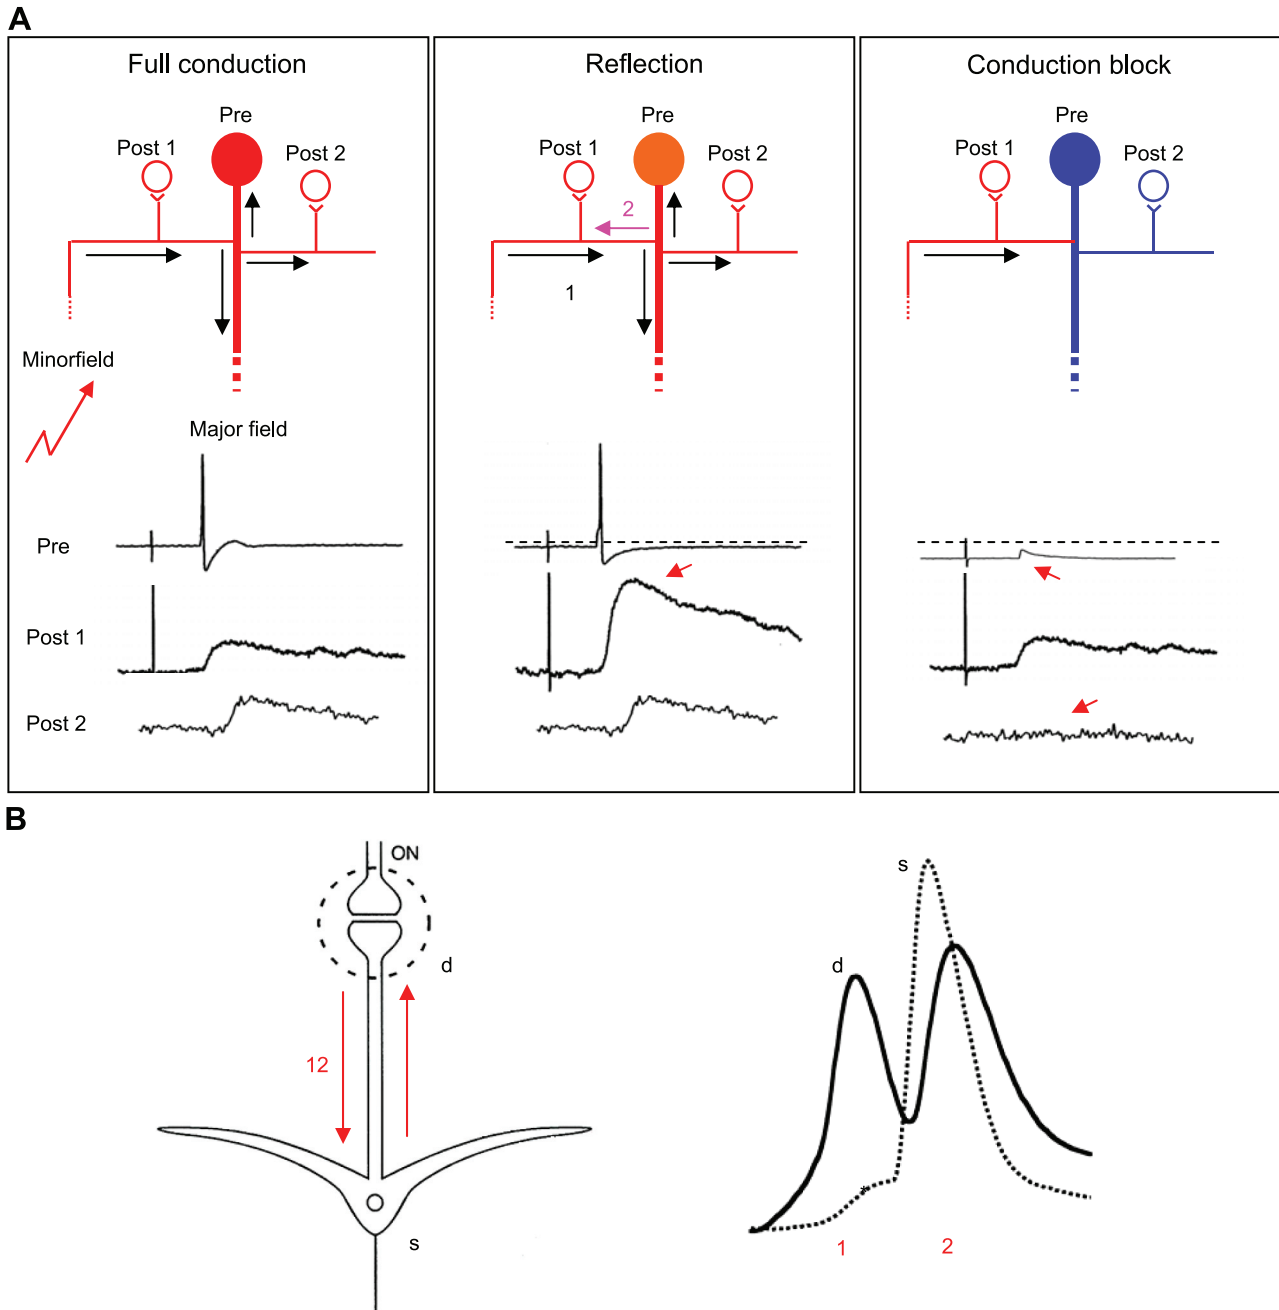 A
Full conduction
Pre
Post 1
Post 2
Minorfield
Major field
Pre
Post 1
Post 2
Reflection
Pre
Post 1
Post 2
2
1
Conduction block
Pre
Post 1
Post 2
B
ON
d
12
s
s
d
*
1
2